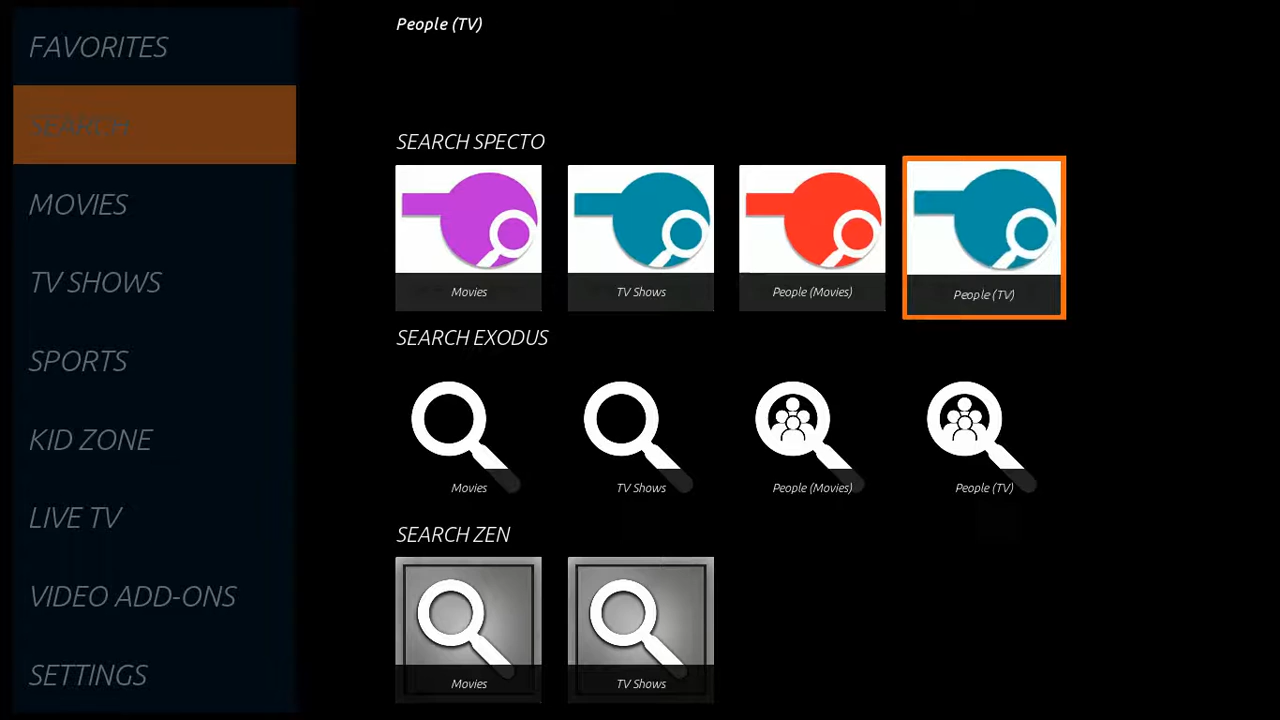 FAVORITES
SEARCH
MOVIES
TV SHOWS
SPORTS
KID ZONE
LIVE TV
VIDEO ADD-ONS
SETTINGS
People (TV)
SEARCH SPECTO
Movies
TV Shows
People (Movies)
People (TV)
SEARCH EXODUS
Movies
TV Shows
People (Movies)
People (TV)
SEARCH ZEN
Movies
TV Shows